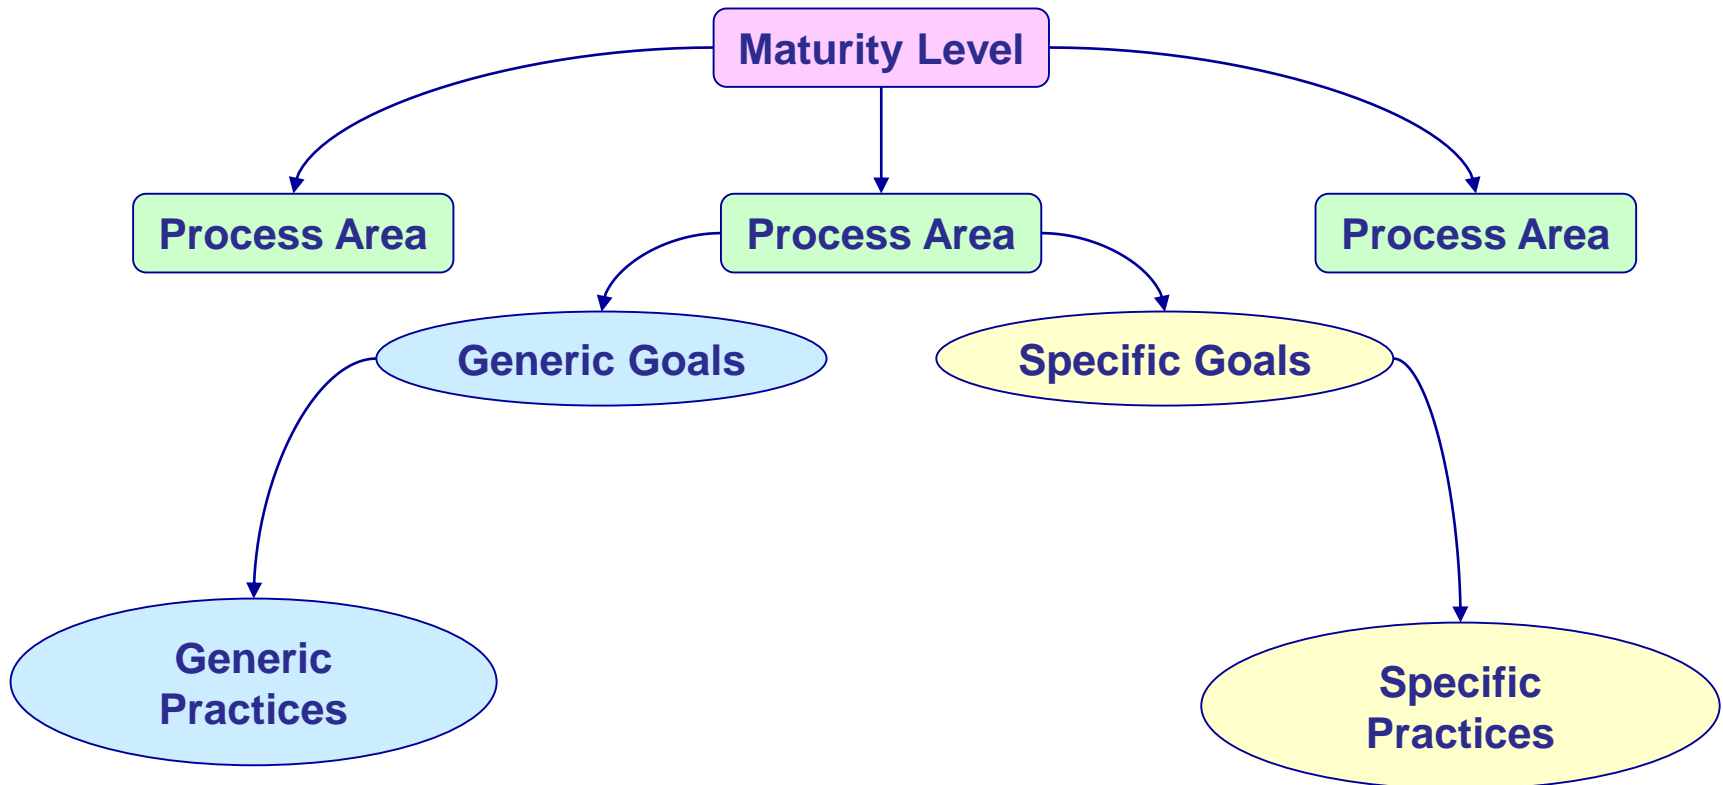 Maturity Level
Process Area
Process Area
Process Area
Generic Goals
Specific Goals
Generic
Practices
Specific
Practices